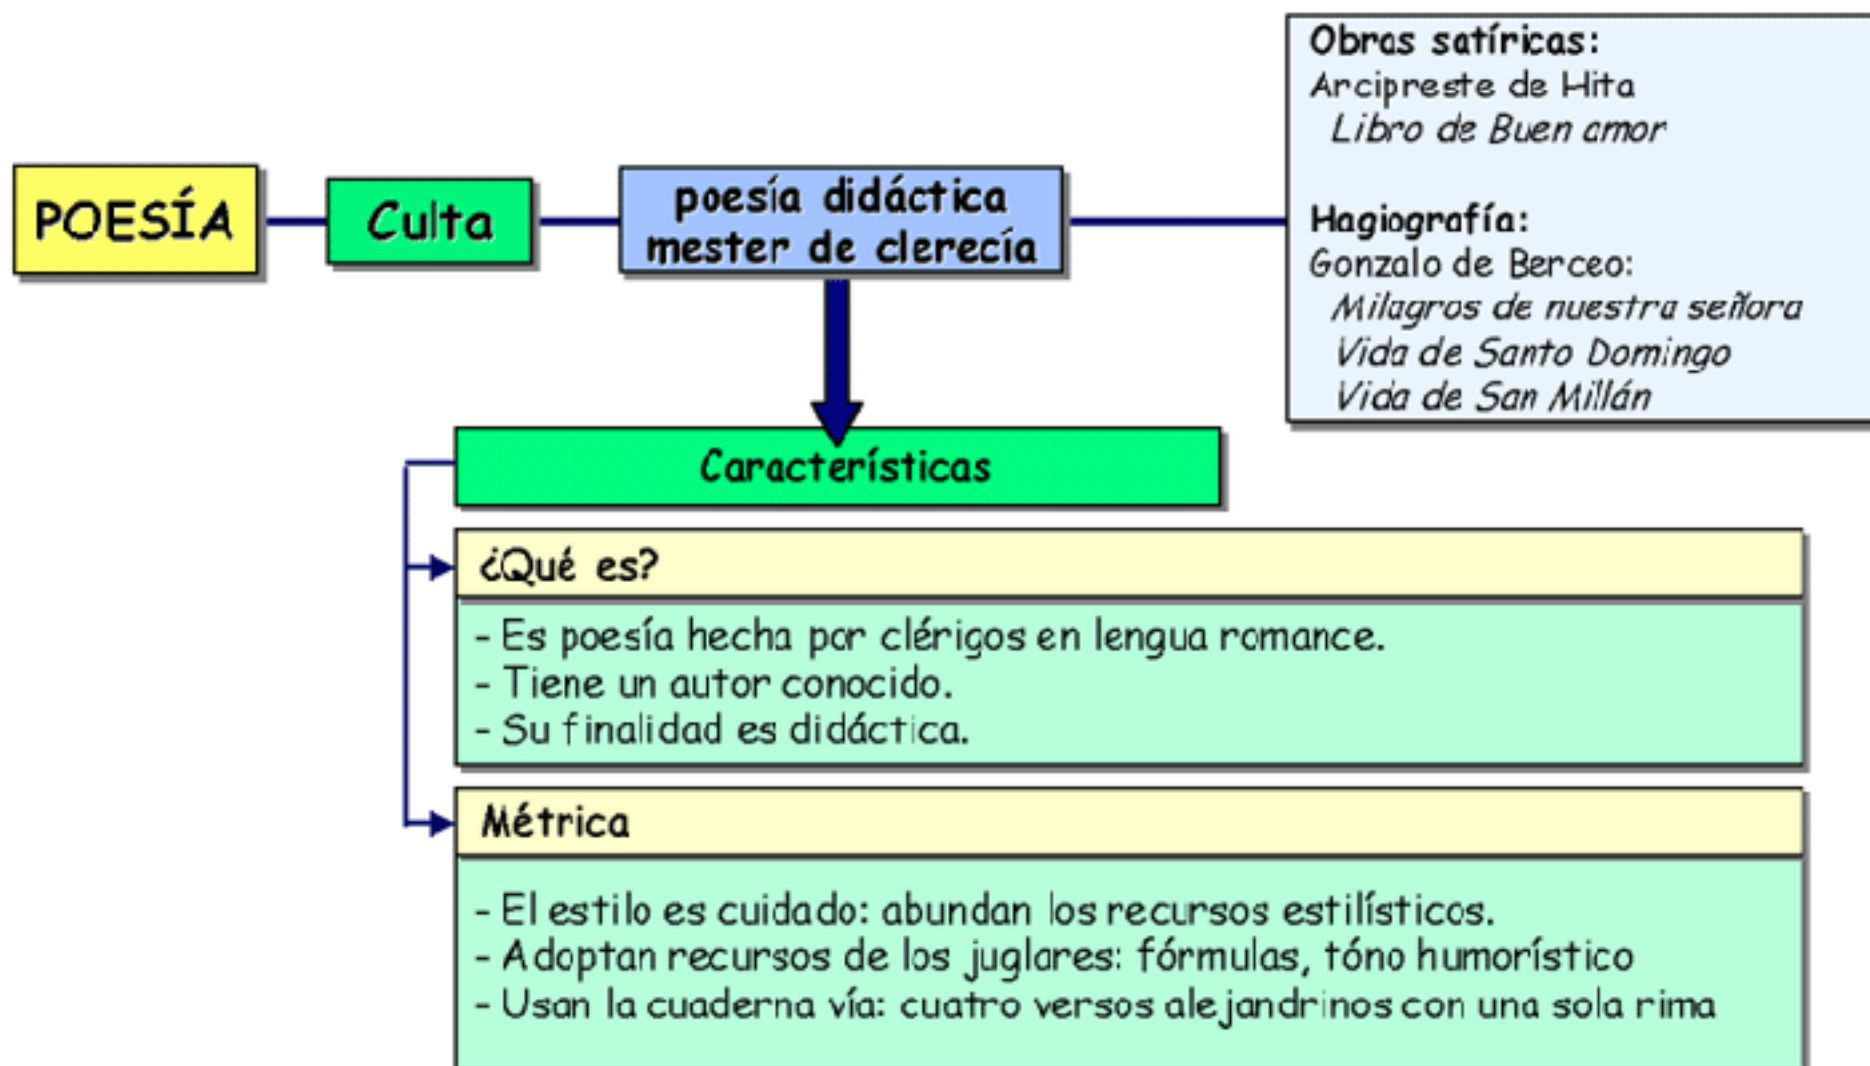 POESÍA
Culta
poesía didáctica
mester de clerecía
Obras satíricas:
Arcipreste de Hita
Libro de Buen amor
Hagiografía:
Gonzalo de Berceo:
Milagros de nuestra señora
Vida de Santo Domingo
Vida de San Millán
Características
¿Qué es?
- Es poesía hecha por clérigos en lengua romance.
- Tiene un autor conocido.
- Su finalidad es didáctica.
Métrica
- El estilo es cuidado: abundan los recursos estilísticos.
- Adoptan recursos de los juglares: fórmulas, tóno humorístico
- Usan la cuaderna vía: cuatro versos alejandrinos con una sola rima